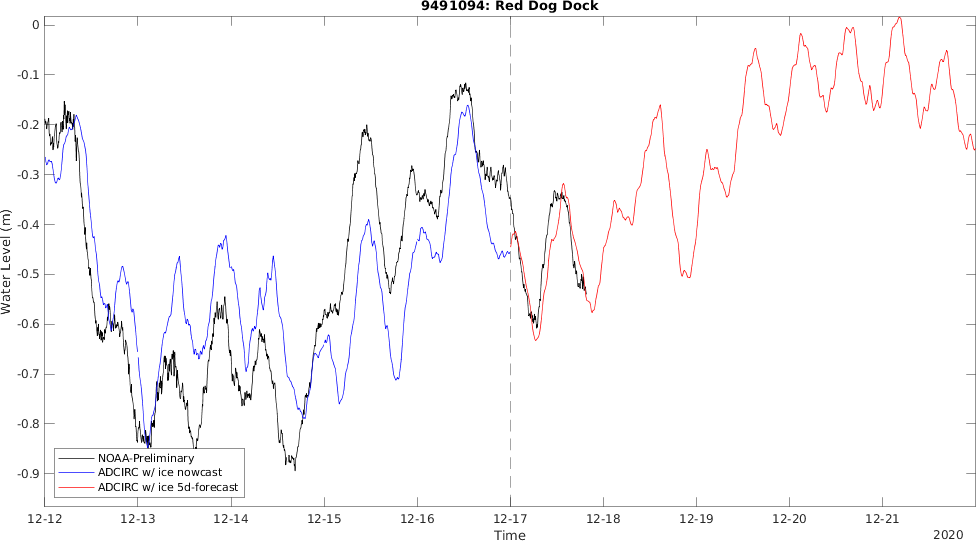 9491094: Red Dog Dock
0
-0.1
-0.2
-0.3
-0.4
-0.5
-0.6
-0.7
-0.8
-0.9
Water Level (m)
NOAA-Preliminary
ADCIRC w/ ice nowcast
ADCIRC w/ ice 5d-forecast
12-12 12-13 12-14 12-15 12-16 12-17 12-18 12-19 12-20 12-21
Time
2020